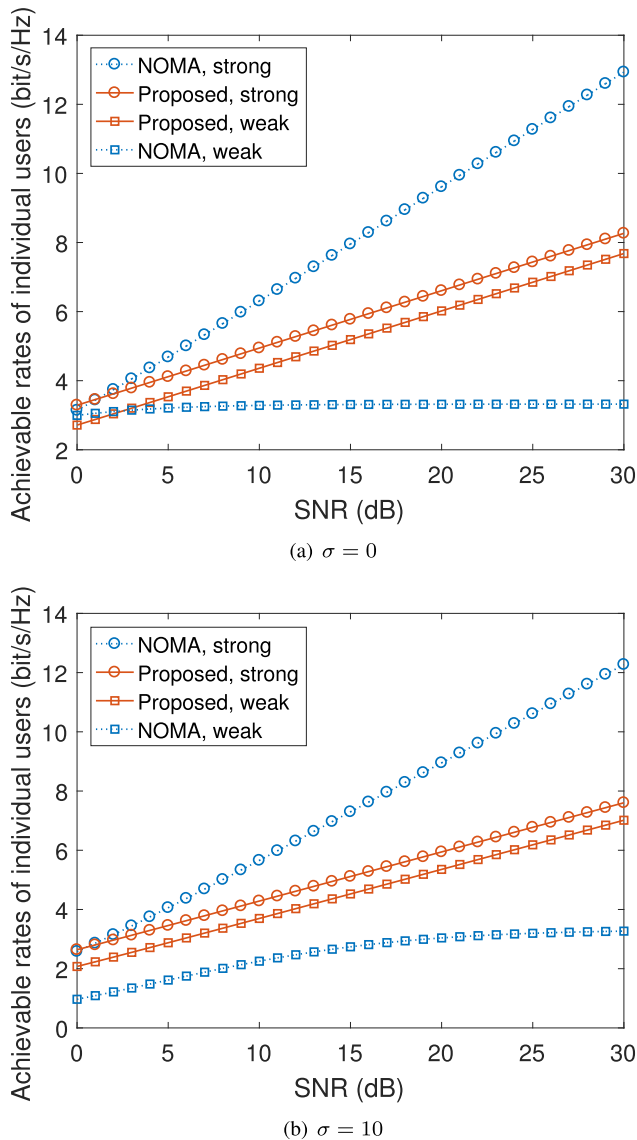 Achievable rates of individual users (bit/s/Hz)
14
12
10
8
6
4
2
NOMA, strong
Proposed, strong
Proposed, weak
NOMA, weak
0
5
10
15
20
25
30
SNR (dB)
(a) σ = 0
Achievable rates of individual users (bit/s/Hz)
14
12
10
8
6
4
2
0
NOMA, strong
Proposed, strong
Proposed, weak
NOMA, weak
0
5
10
15
20
25
30
SNR (dB)
(b) σ = 10